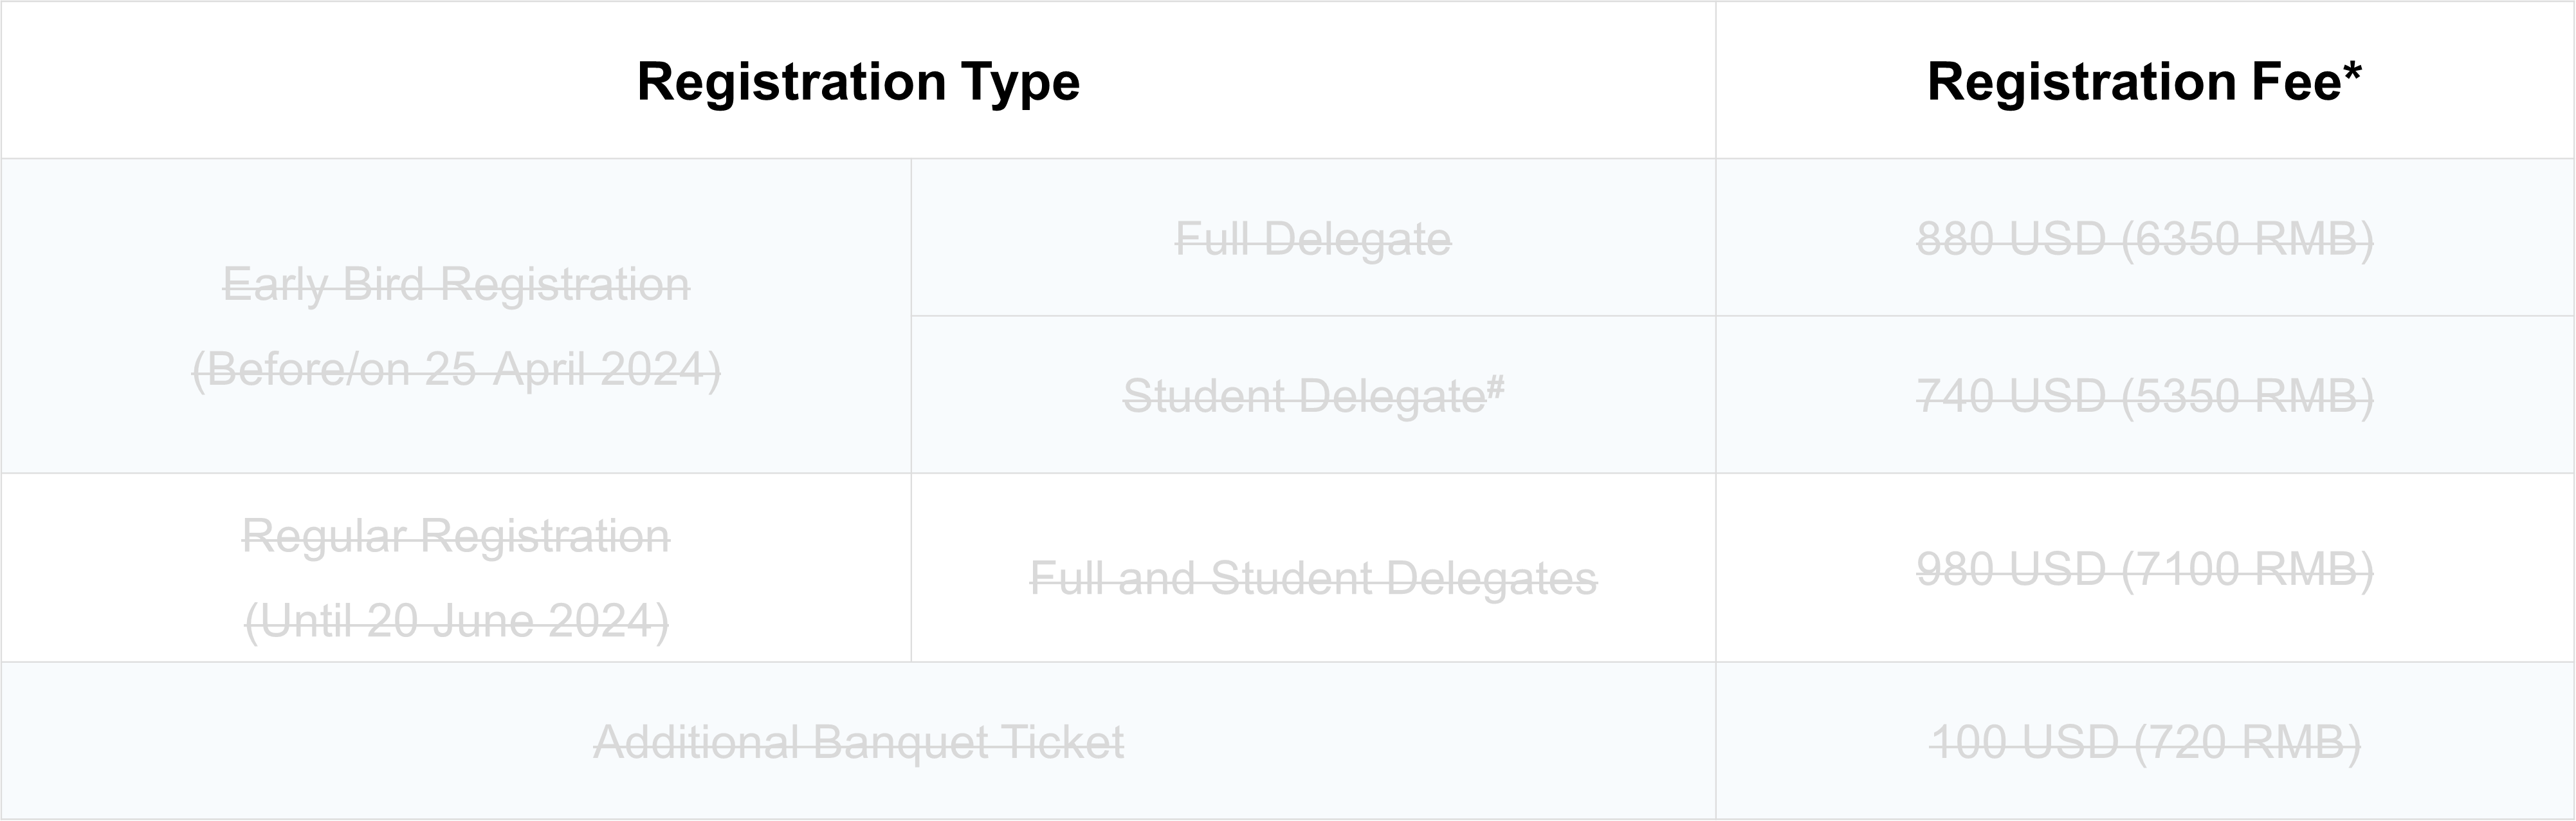 Registration Type
Registration Fee*
Early Bird Registration
(Before/on 25 April 2024)
Full Delegate
880 USD (6350 RMB)
Student Delegate#
740 USD (5350 RMB)
Regular Registration
(Until 20 June 2024)
Full and Student Delegates
980 USD (7100 RMB)
Additional Banquet Ticket
100 USD (720 RMB)